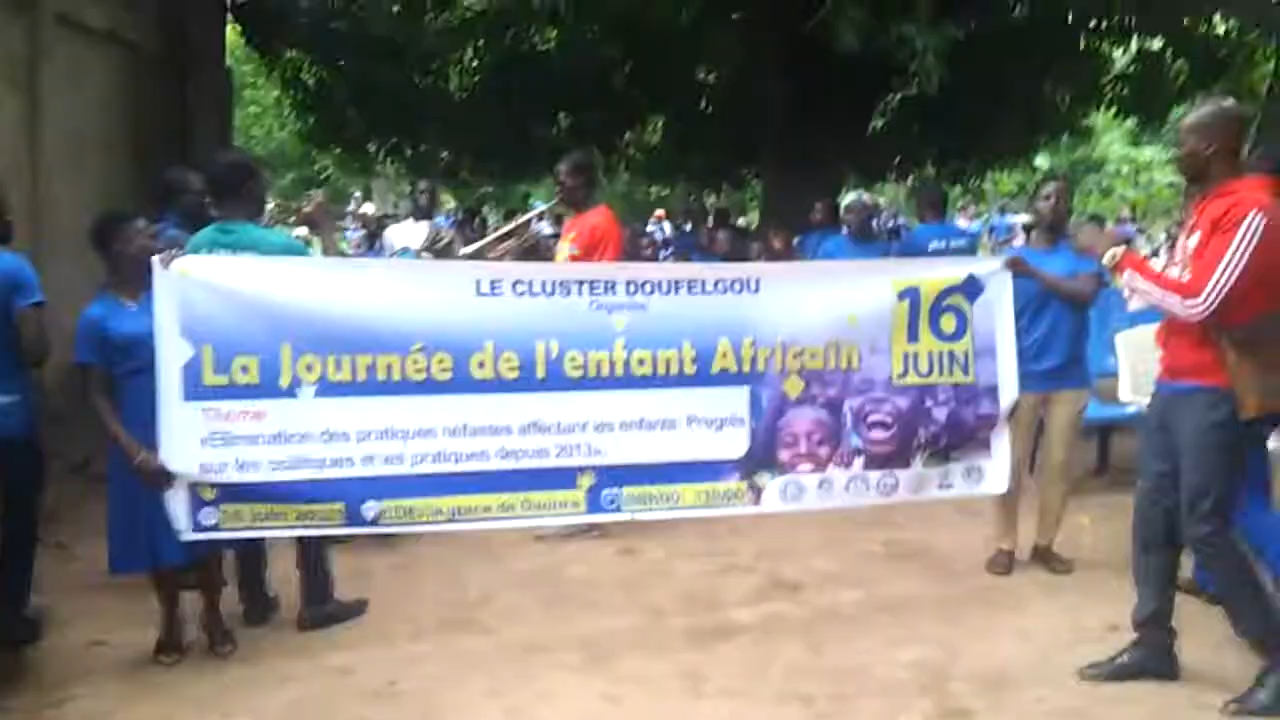 LE CLUSTER DOUFELGOU
Organise
La Journée de l'enfant Africain
16
JUIN
Thème
«Elimination des pratiques néfastes affectant les enfants: Progrès
sur les politiques et les pratiques depuis 2013».